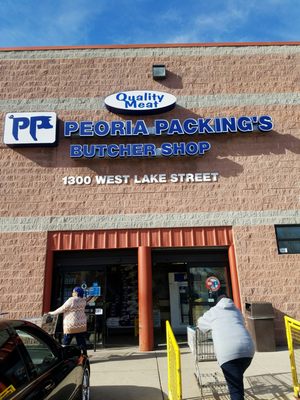 Quality
Meat
PP
PEORIA PACKING'S
BUTCHER SHOP
1300 WEST LAKE STREET